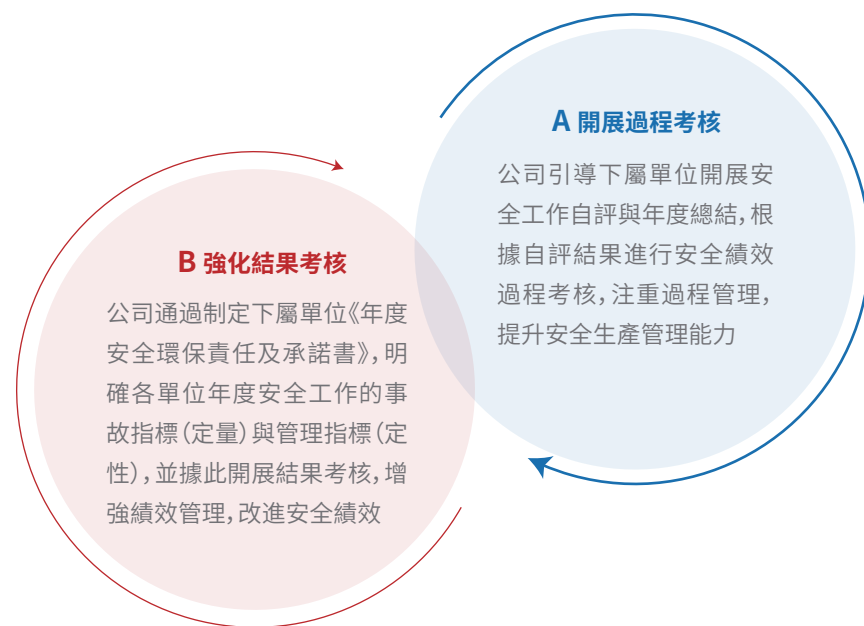 A 開展過程考核
公司引導下屬單位開展安
全工作自評與年度總結,根
據自評結果進行安全績效
過程考核,注重過程管理,
提升安全生產管理能力
B 強化結果考核
公司通過制定下屬單位《年度
安全環保責任及承諾書》,明
確各單位年度安全工作的事
故指標(定量)與管理指標(定
性),並據此開展結果考核,增
強績效管理,改進安全績效